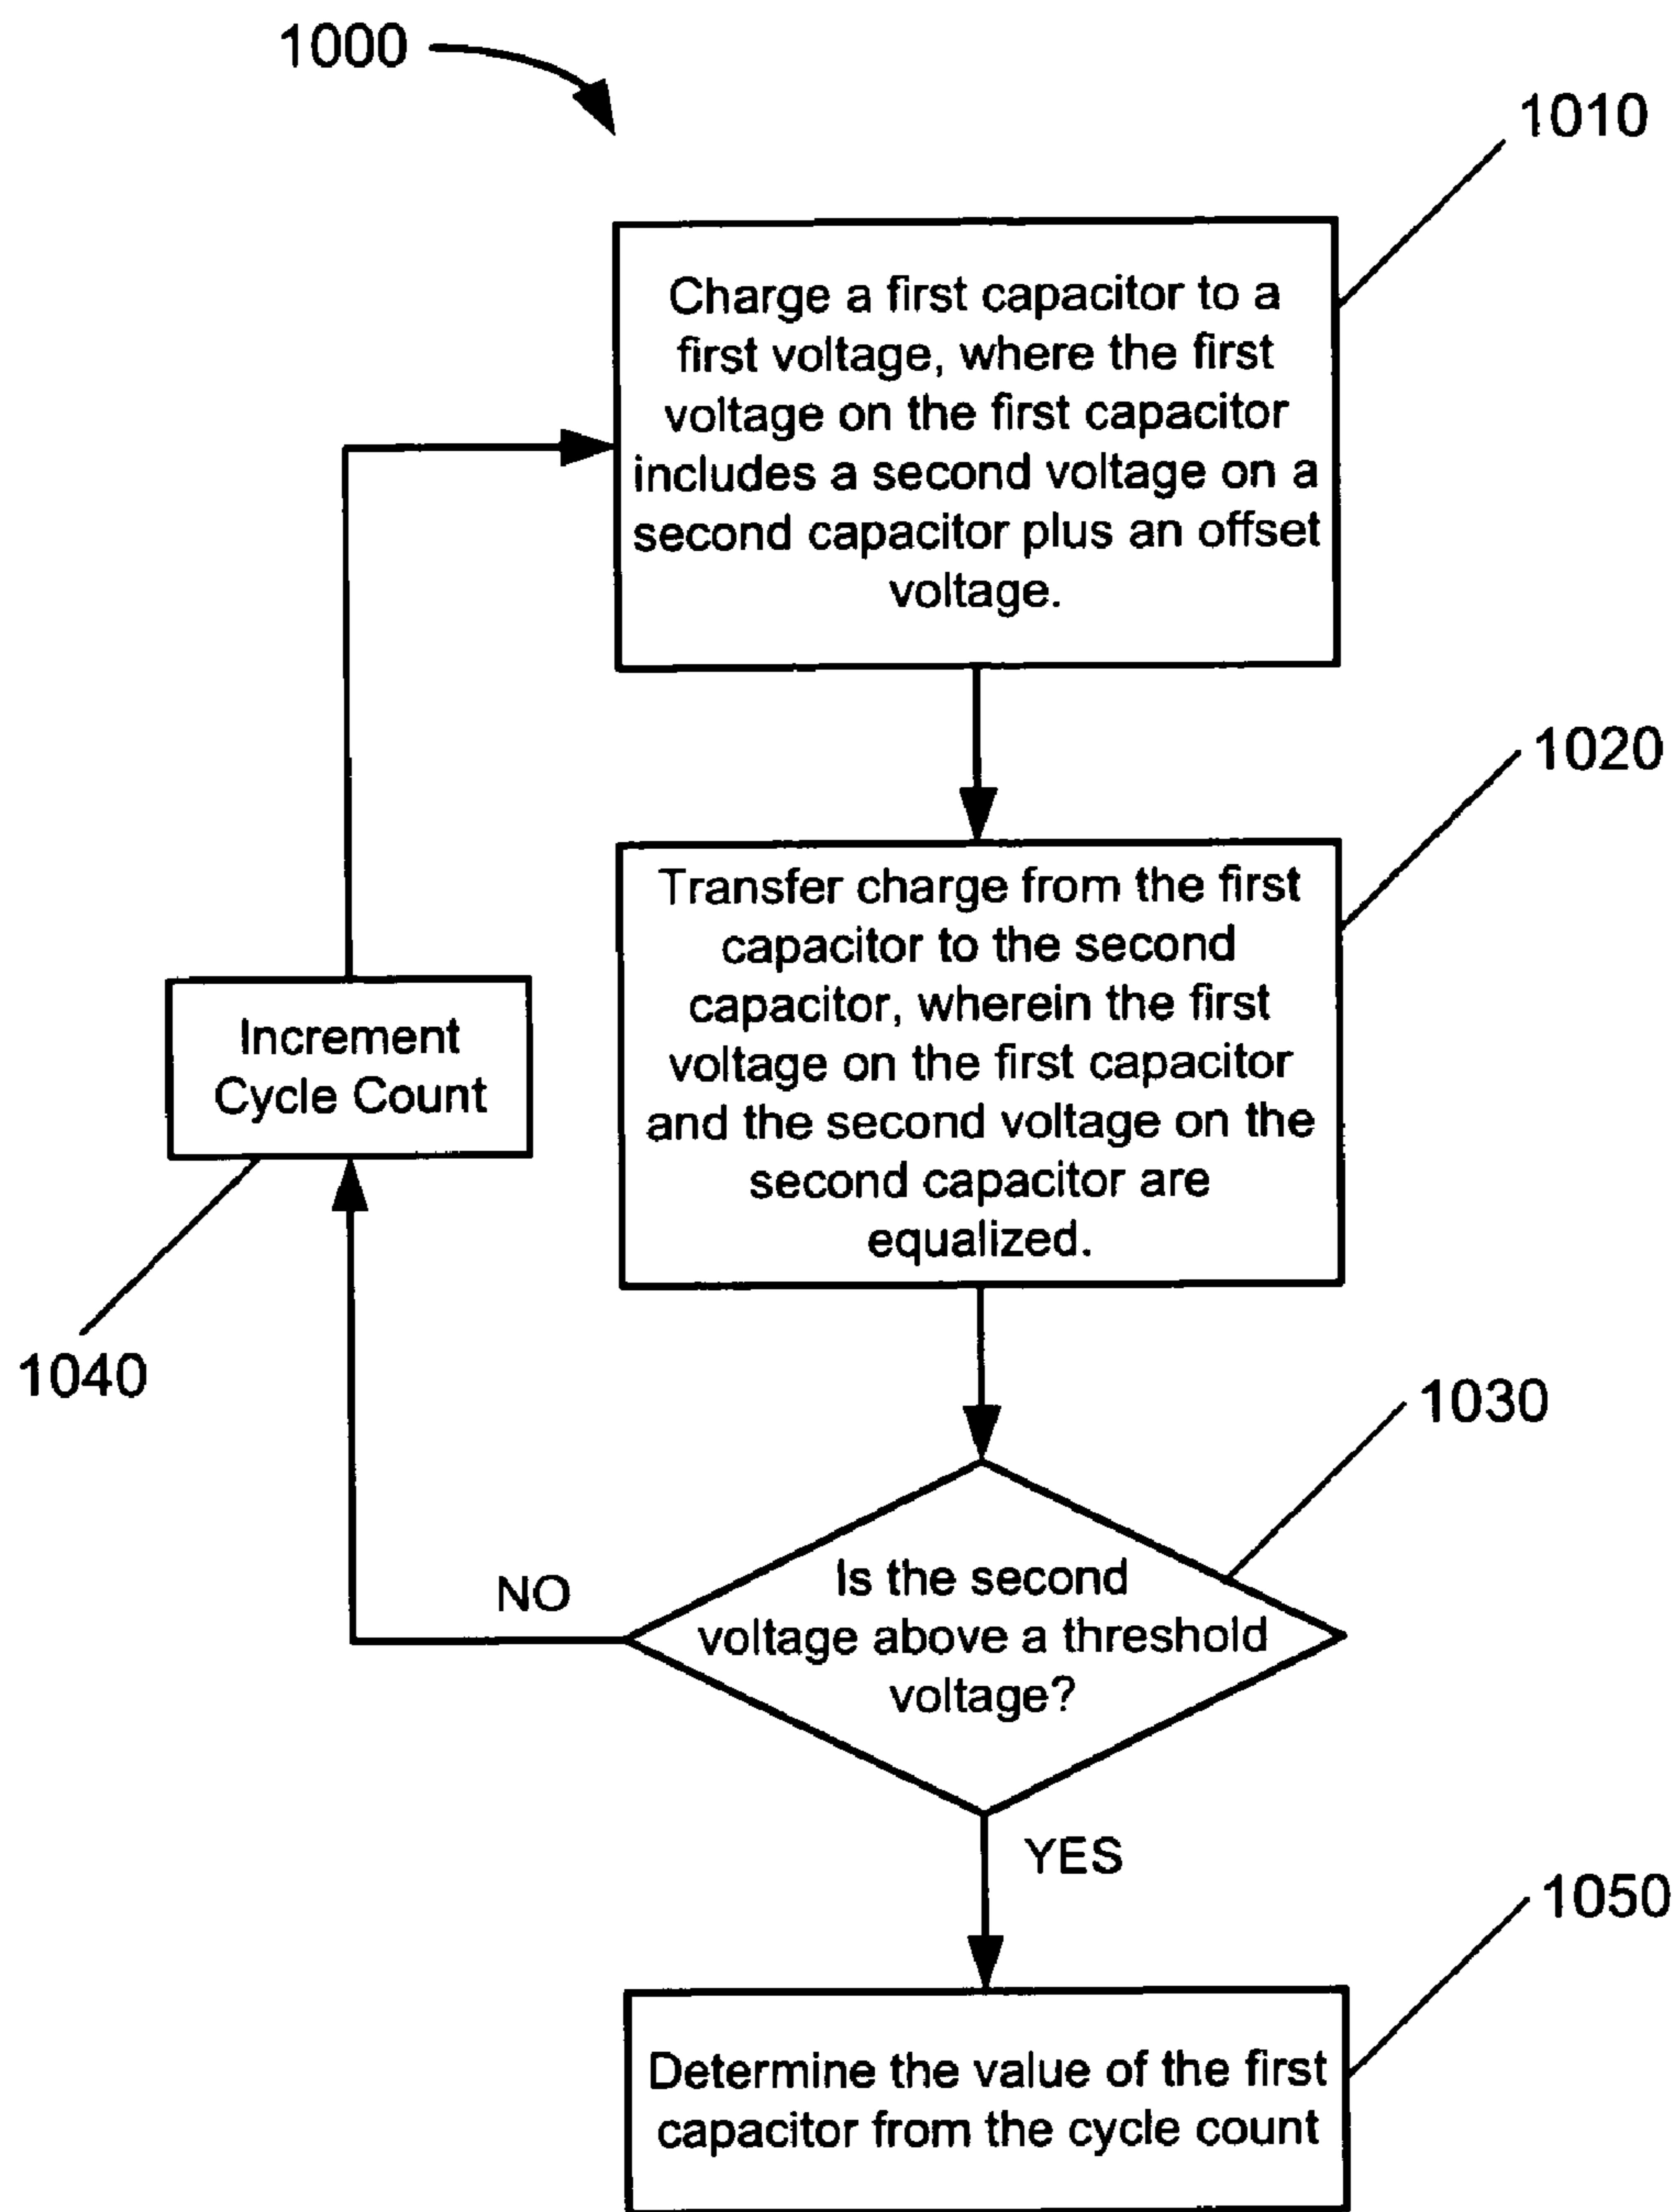 1000
1010
Charge a first capacitor to a
first voltage, where the first
voltage on the first capacitor
includes a second voltage on a
second capacitor plus an offset
voltage.
1020
Transfer charge from the first
capacitor to the second
capacitor, wherein the first
voltage on the first capacitor
and the second voltage on the
second capacitor are
equalized.
Increment
Cycle Count
1040
1030
Is the second
voltage above a threshold
voltage?
NO
YES
1050
Determine the value of the first
capacitor from the cycle count